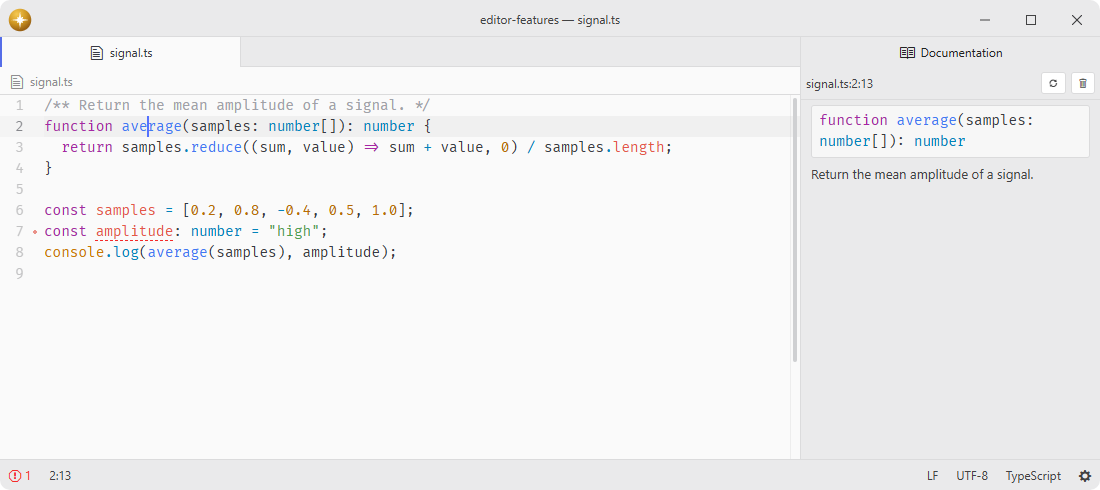 editor-features — signal.ts
signal.ts
Documentation
signal.ts
signal.ts:2:13
1 /** Return the mean amplitude of a signal. */
2 function average(samples: number[]): number {
3 return samples.reduce((sum, value) => sum + value, 0) / samples.length;
4 }
5
6 const samples = [0.2, 0.8, -0.4, 0.5, 1.0];
7 const amplitude: number = "high";
8 console.log(average(samples), amplitude);
9
function average(samples:
number[]): number
Return the mean amplitude of a signal.
1 2:13 LF UTF-8 TypeScript